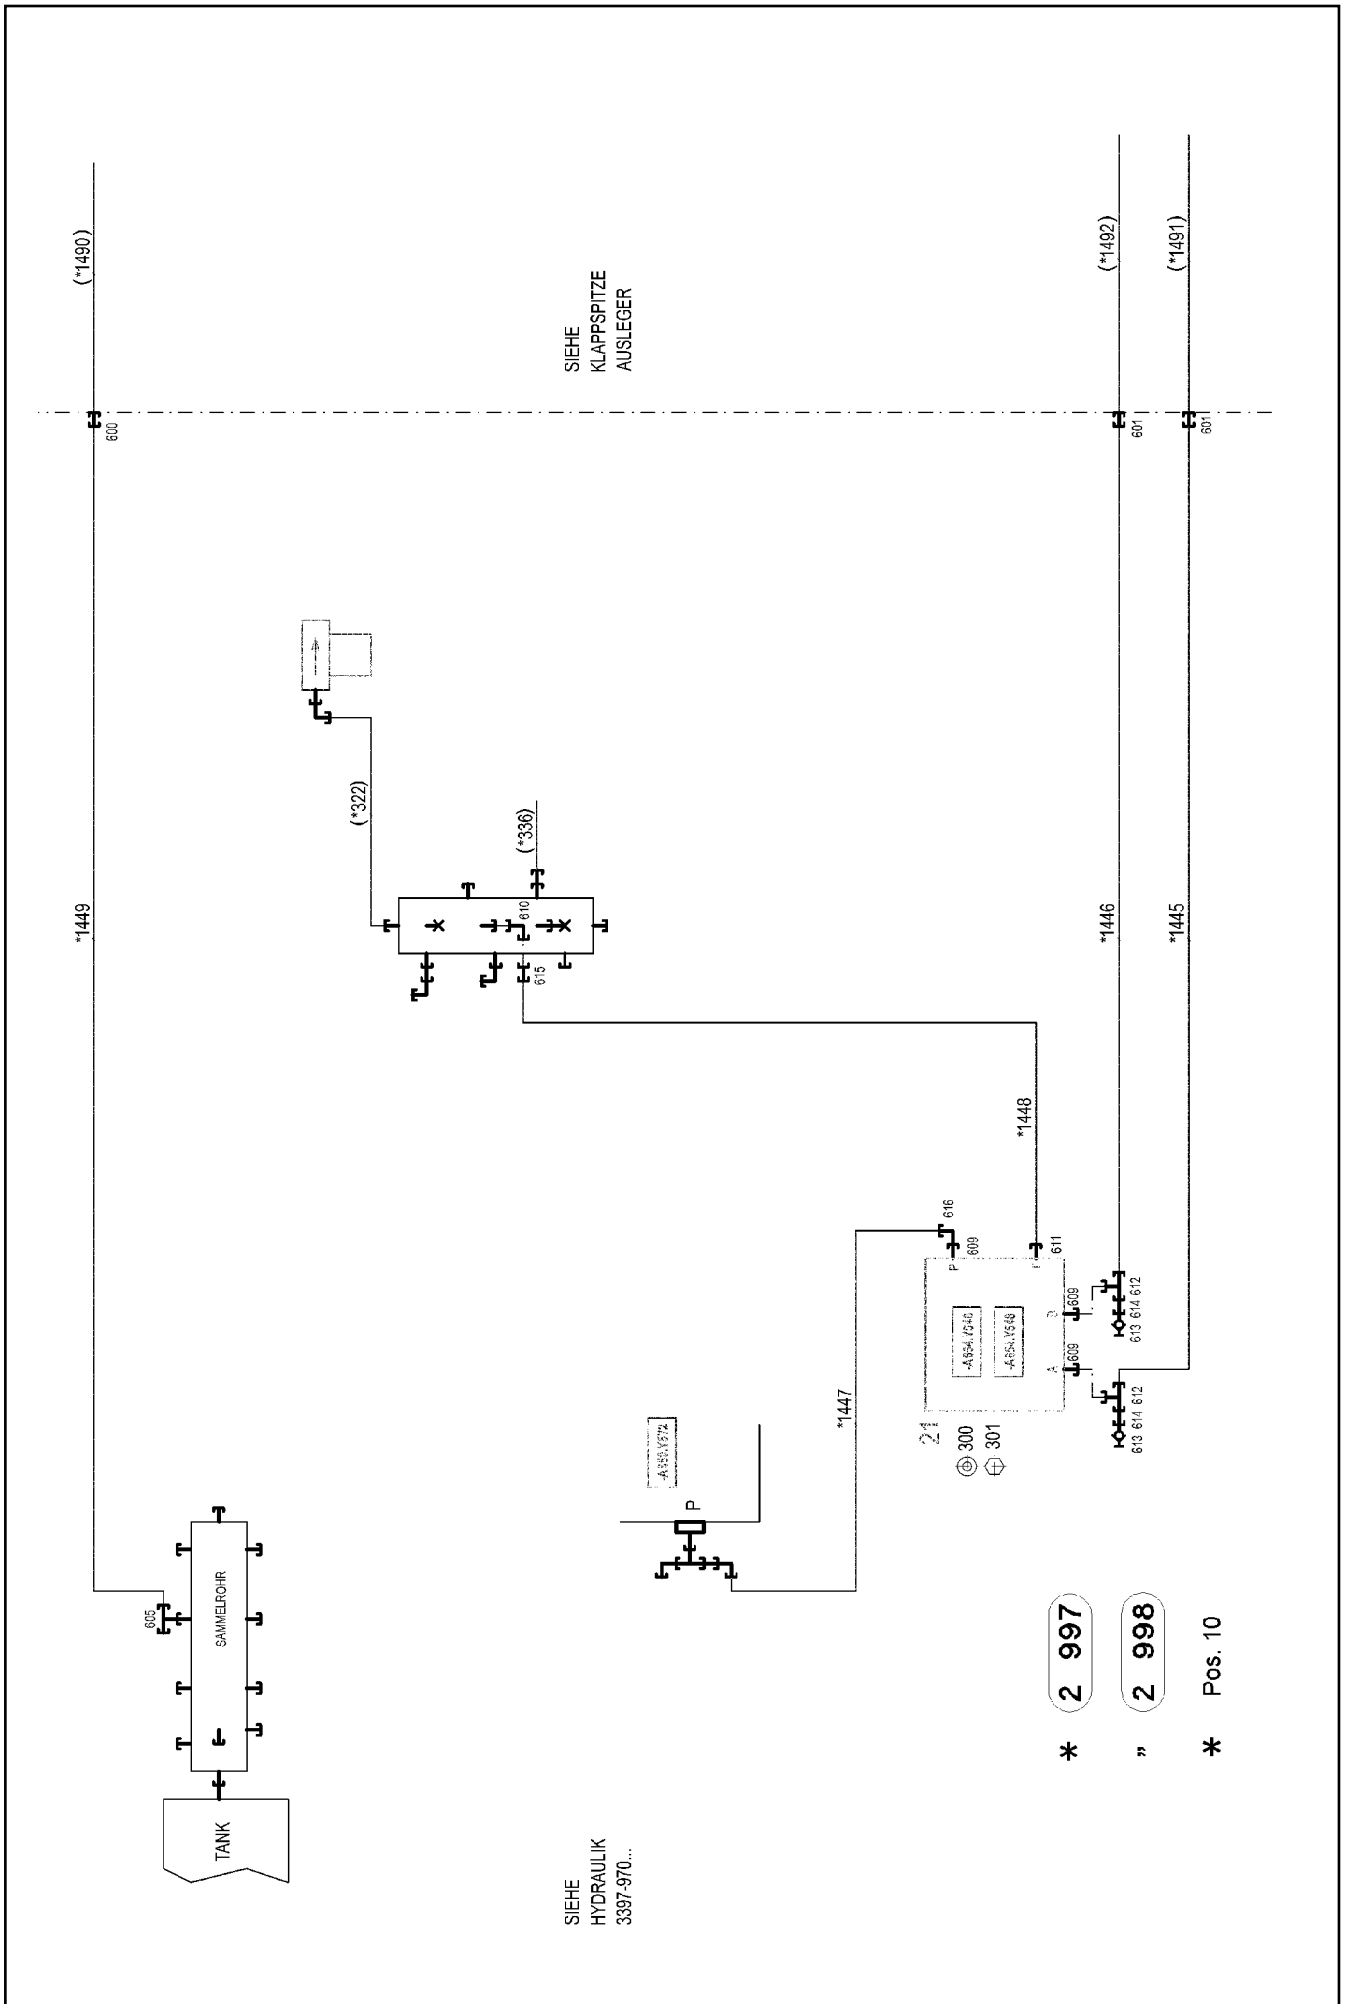 (*1490)
600
*1449
605
SAMMELROHR
TANK
(*322)
(*336)
610
615
SIEHE
KLAPPSPITZE
AUSLEGER
(*1492)
601
*1446
(*1491)
601
*1445
*1448
616
609
611
P
609
A
609
613 614 612
613 614 612
21
300
301
*1447
P
SIEHE
HYDRAULIK
3397-970...
* 2 997
„ 2 998
* Pos. 10